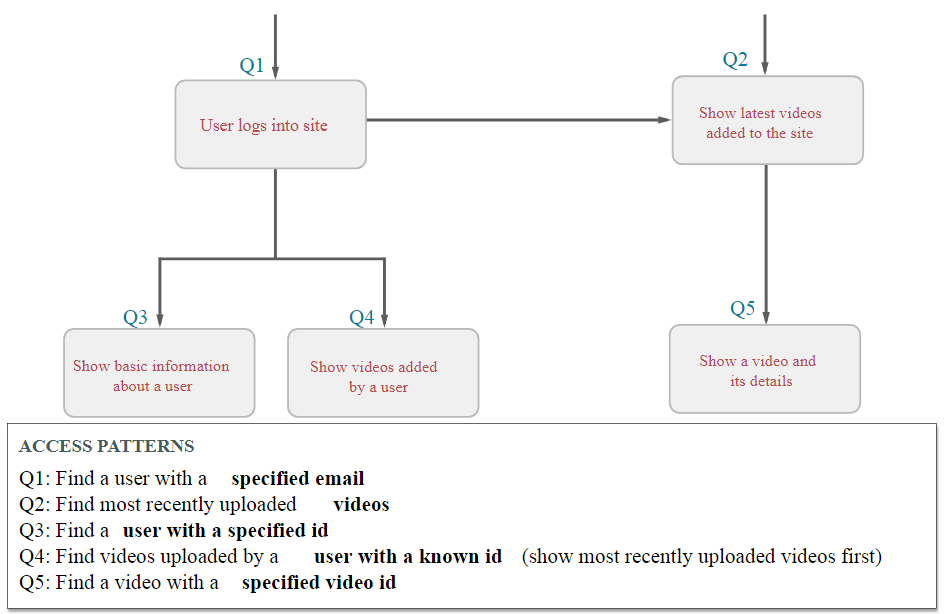 Q1
Q2
User logs into site
Show latest videos
added to the site
Q3
Q4
Q5
Show basic information
about a user
Show videos added
by a user
Show a video and
its details
ACCESS PATTERNS
Q1: Find a user with a specified email
Q2: Find most recently uploaded videos
Q3: Find a user with a specified id
Q4: Find videos uploaded by a user with a known id (show most recently uploaded videos first)
Q5: Find a video with a specified video id